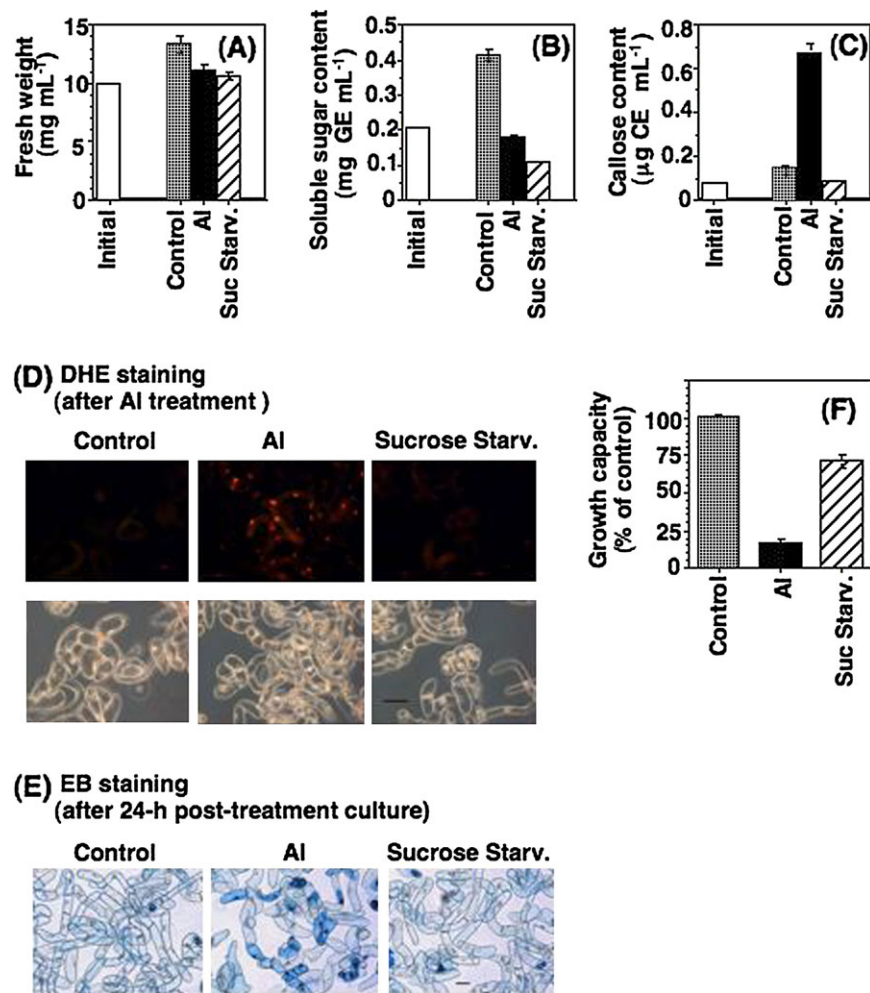 (A)
Fresh weight
(mg mL-1)
15
10
5
0
Initial
Control
Al
Suc Starv.
(B)
Soluble sugar content
(mg GE mL-1)
0.5
0.4
0.3
0.2
0.1
0
Initial
Control
Al
Suc Starv.
(C)
Callose content
(μg CE mL-1)
0.8
0.6
0.4
0.2
0
Initial
Control
Al
Suc Starv.
(D) DHE staining
(after Al treatment )
Control Al Sucrose Starv.
(F)
Growth capacity
(% of control)
100
75
50
25
0
Control
Al
Suc Starv.
(E) EB staining
(after 24-h post-treatment culture)
Control Al Sucrose Starv.